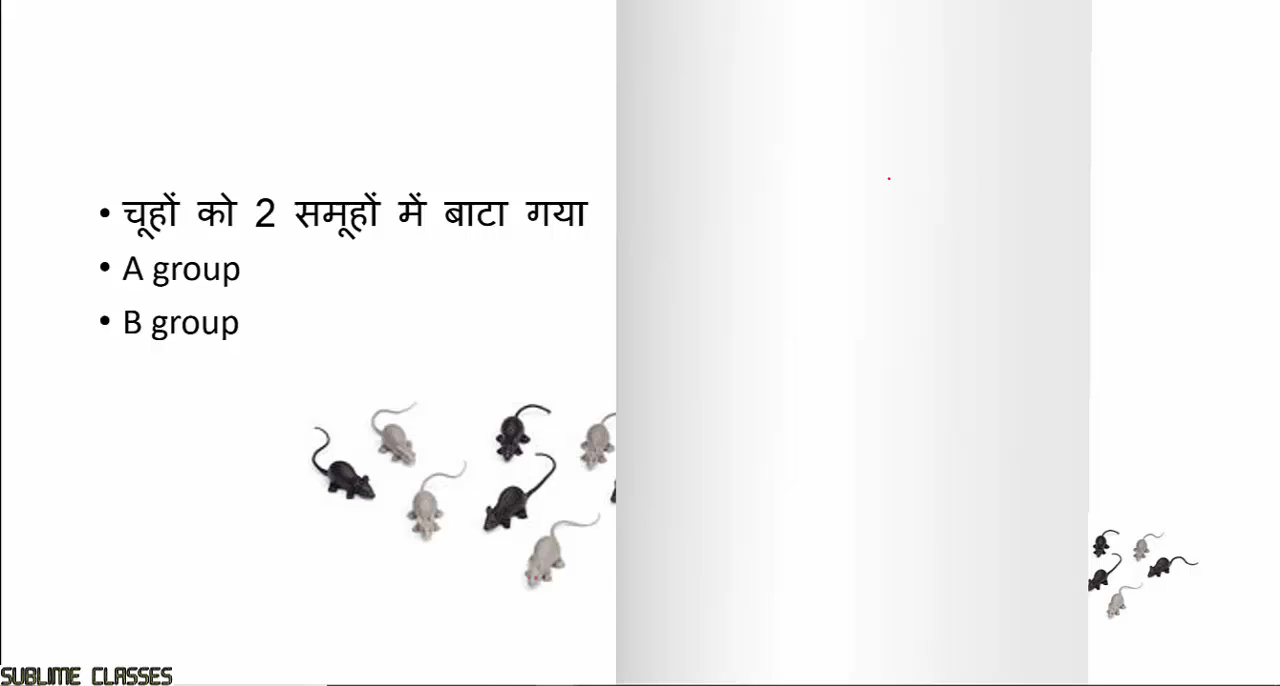 • चूहों को 2 समूहों में बाटा गया
• A group
• B group
SUBLIME CLASSES